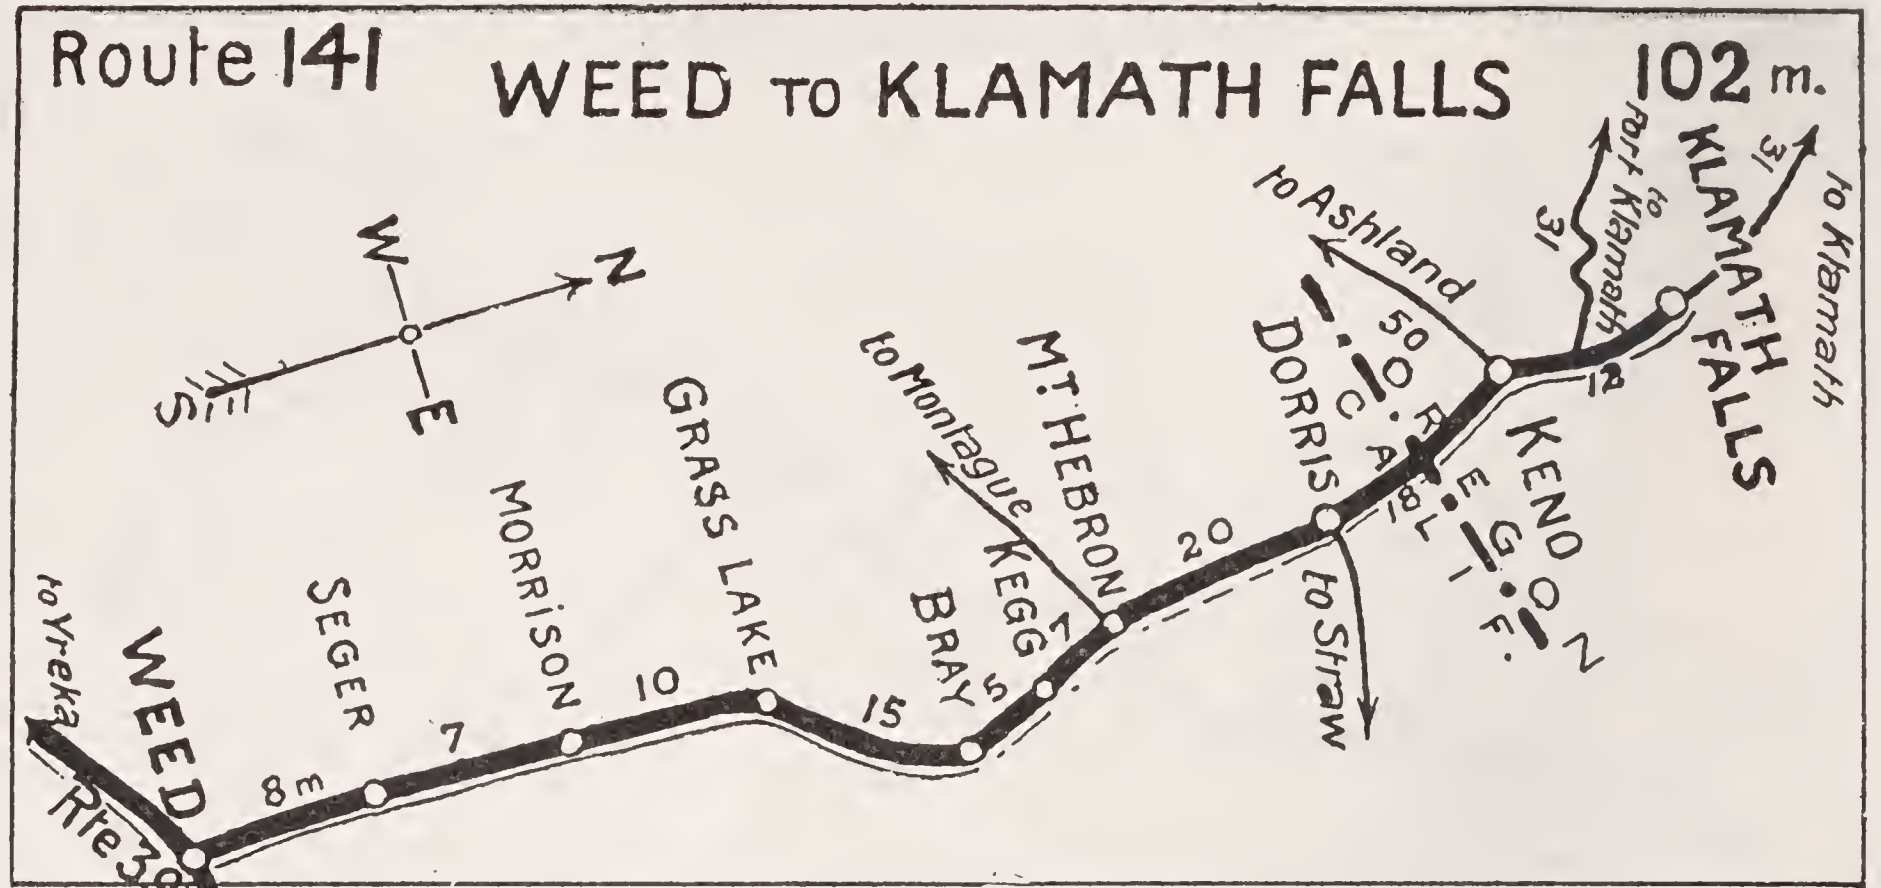 Route 141
WEED TO KLAMATH FALLS
102 m.
W
N
S
E
to Yreka
WEED
8 m
SEGER
7
MORRISON
10
GRASS LAKE
15
BRAY
5
KEGG
7
to Montague
MT. HEBRON
20
DORRIS
to Straw
18
CALIF.
OREGON
to Ashland
50
KENO
12
31
to
Fort Klamath
KLAMATH
FALLS
31
to Klamath